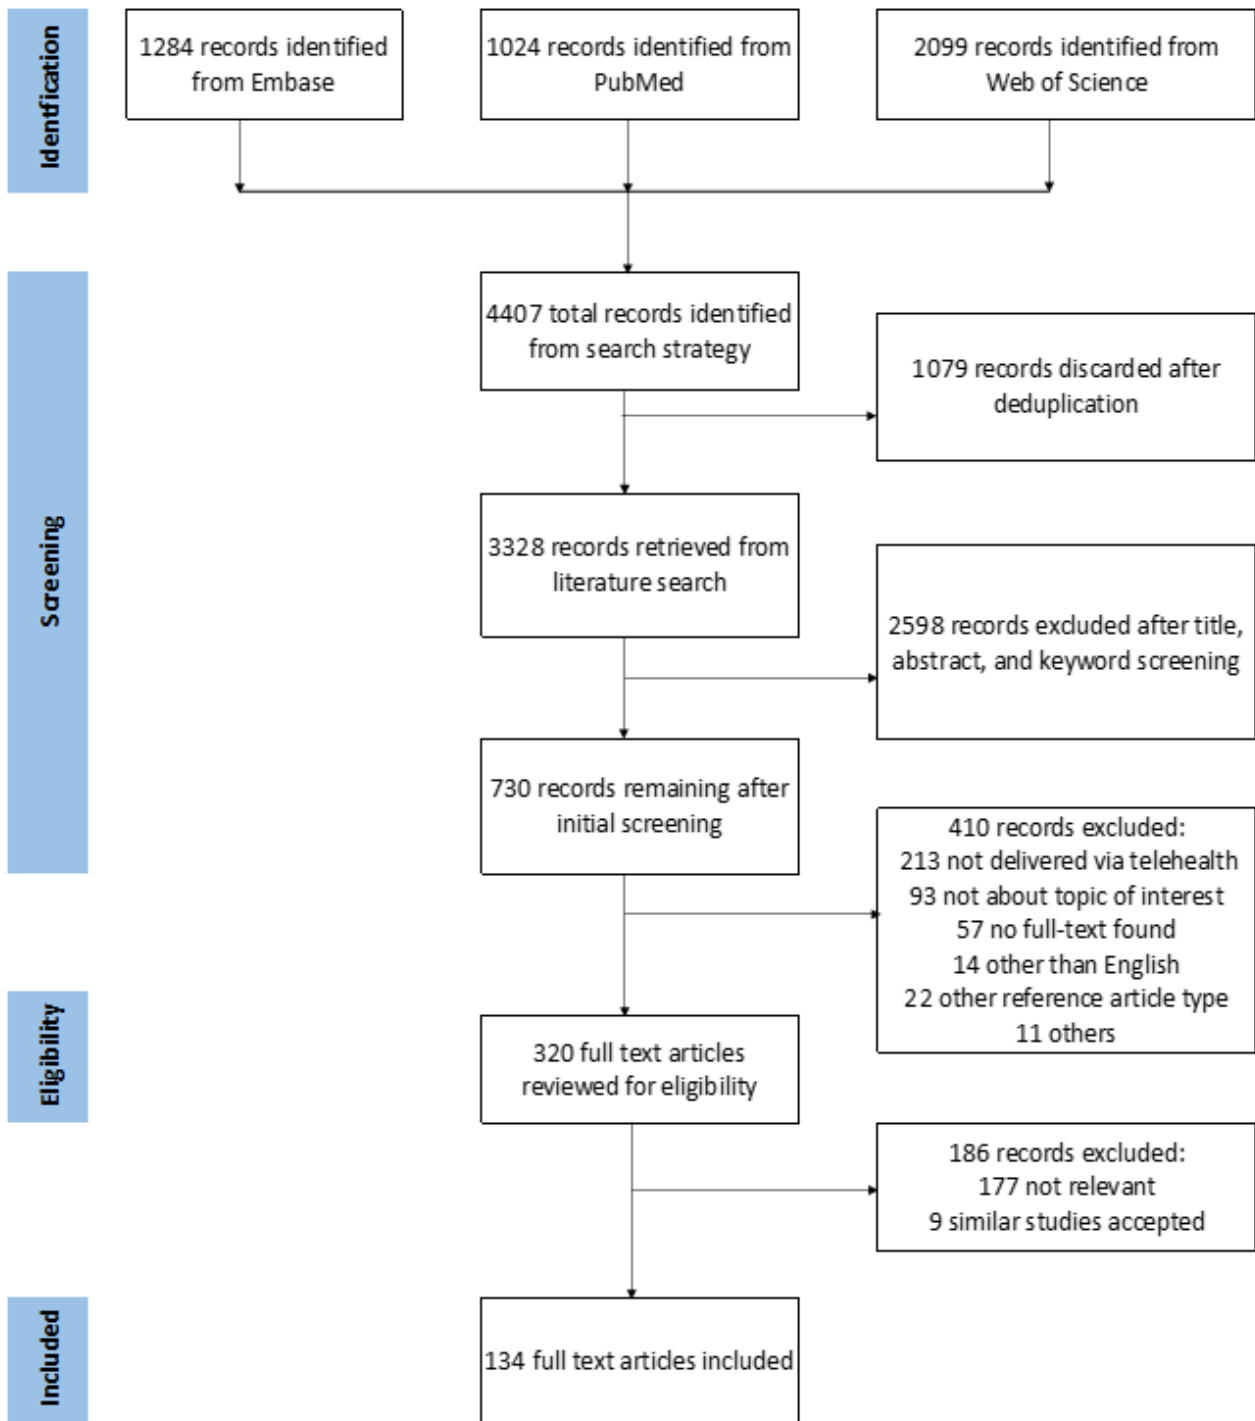 Identfication
1284 records identified
from Embase
1024 records identified from
PubMed
2099 records identified from
Web of Science
Screening
4407 total records identified
from search strategy
1079 records discarded after
deduplication
3328 records retrieved from
literature search
2598 records excluded after title,
abstract, and keyword screening
730 records remaining after
initial screening
410 records excluded:
213 not delivered via telehealth
93 not about topic of interest
57 no full-text found
14 other than English
22 other reference article type
11 others
Eligibility
320 full text articles
reviewed for eligibility
186 records excluded:
177 not relevant
9 similar studies accepted
Included
134 full text articles included